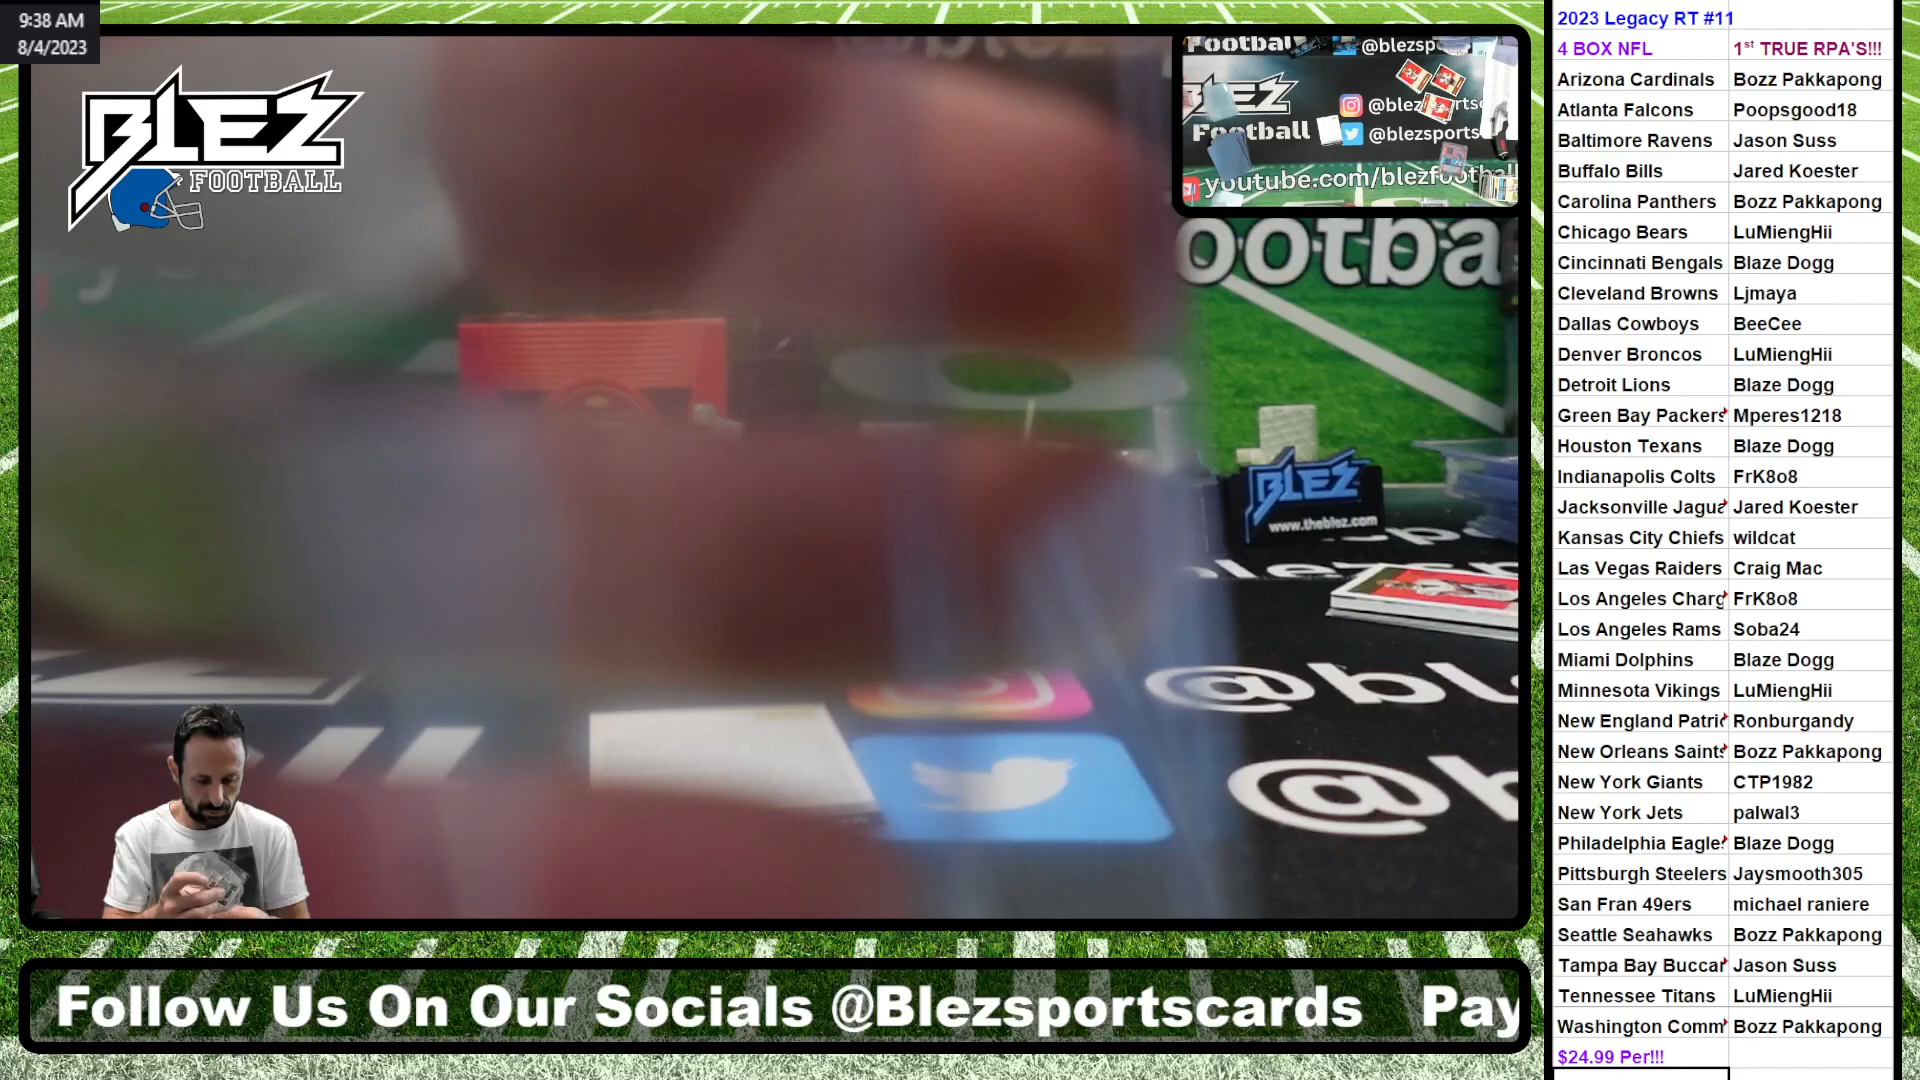 9:38 AM
8/4/2023
BLEZ
FOOTBALL
Football
@blezsp
BLEZ
Football
@blez
@blezsports
youtube.com/blezfootball
ootba
BLEZ
www.theblez.com
blezsp
@bl
@b
Follow Us On Our Socials @Blezsportscards Pay
2023 Legacy RT #11
4 BOX NFL 1st TRUE RPA'S!!!
Arizona Cardinals Bozz Pakkapong
Atlanta Falcons Poopsgood18
Baltimore Ravens Jason Suss
Buffalo Bills Jared Koester
Carolina Panthers Bozz Pakkapong
Chicago Bears LuMiengHii
Cincinnati Bengals Blaze Dogg
Cleveland Browns Ljmaya
Dallas Cowboys BeeCee
Denver Broncos LuMiengHii
Detroit Lions Blaze Dogg
Green Bay Packers Mperes1218
Houston Texans Blaze Dogg
Indianapolis Colts FrK8o8
Jacksonville Jagua Jared Koester
Kansas City Chiefs wildcat
Las Vegas Raiders Craig Mac
Los Angeles Charg FrK8o8
Los Angeles Rams Soba24
Miami Dolphins Blaze Dogg
Minnesota Vikings LuMiengHii
New England Patric Ronburgandy
New Orleans Saints Bozz Pakkapong
New York Giants CTP1982
New York Jets palwal3
Philadelphia Eagles Blaze Dogg
Pittsburgh Steelers Jaysmooth305
San Fran 49ers michael raniere
Seattle Seahawks Bozz Pakkapong
Tampa Bay Buccar Jason Suss
Tennessee Titans LuMiengHii
Washington Comm Bozz Pakkapong
$24.99 Per!!!